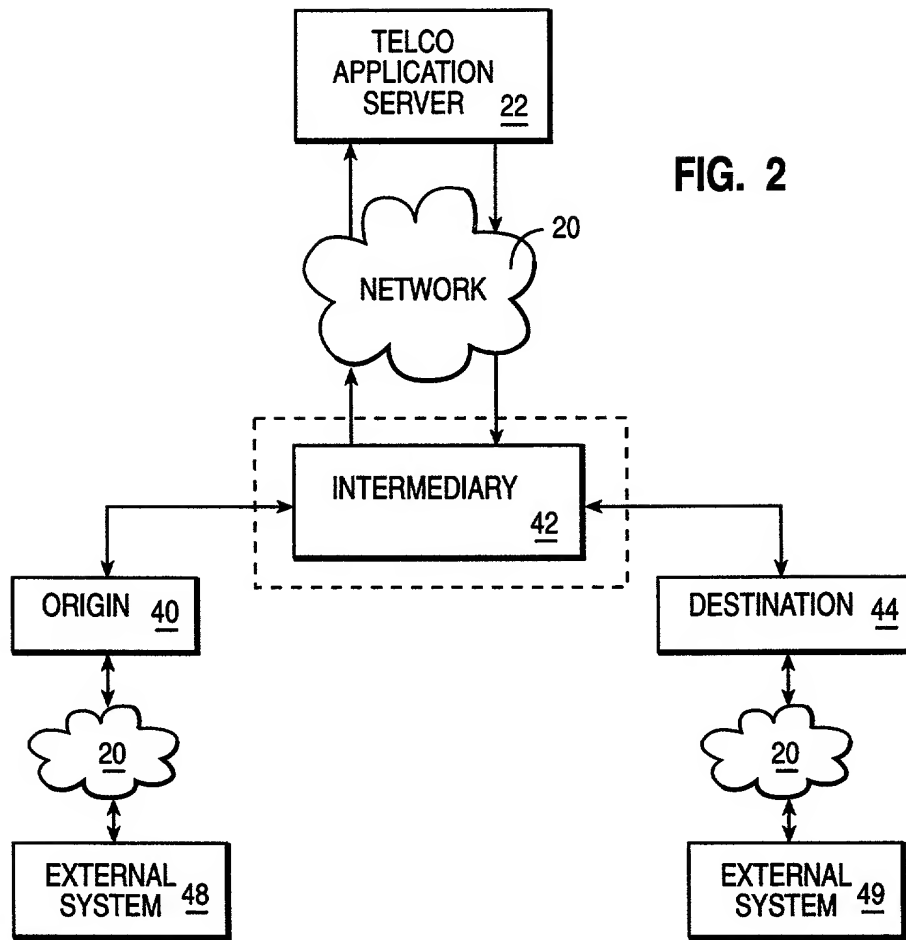 TELCO
APPLICATION
SERVER 22
FIG. 2
20
NETWORK
INTERMEDIARY
42
ORIGIN 40
DESTINATION 44
20
20
EXTERNAL
SYSTEM 48
EXTERNAL
SYSTEM 49